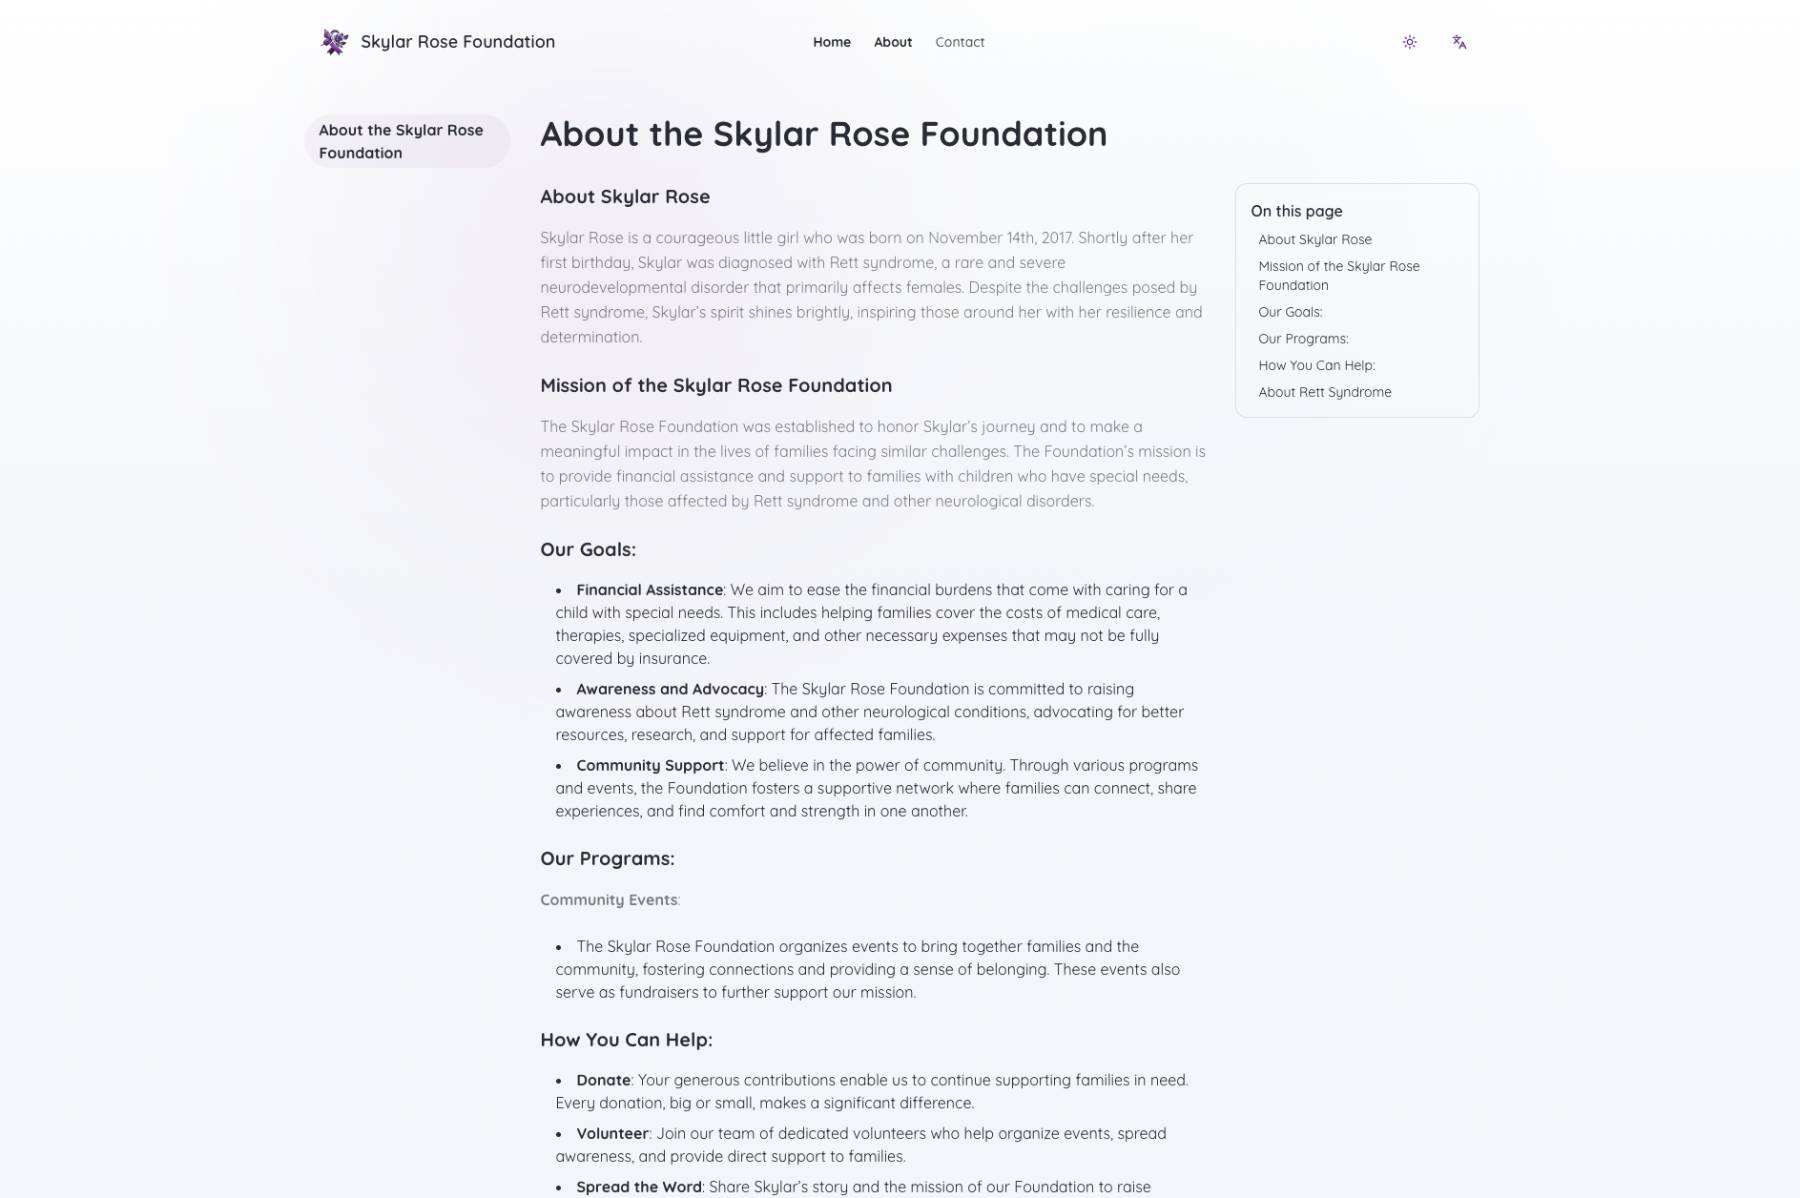 Skylar Rose Foundation
Home
About
Contact
About the Skylar Rose
Foundation
About the Skylar Rose Foundation
About Skylar Rose
Skylar Rose is a courageous little girl who was born on November 14th, 2017. Shortly after her
first birthday, Skylar was diagnosed with Rett syndrome, a rare and severe
neurodevelopmental disorder that primarily affects females. Despite the challenges posed by
Rett syndrome, Skylar’s spirit shines brightly, inspiring those around her with her resilience and
determination.
Mission of the Skylar Rose Foundation
The Skylar Rose Foundation was established to honor Skylar’s journey and to make a
meaningful impact in the lives of families facing similar challenges. The Foundation’s mission is
to provide financial assistance and support to families with children who have special needs,
particularly those affected by Rett syndrome and other neurological disorders.
Our Goals:
• Financial Assistance: We aim to ease the financial burdens that come with caring for a
child with special needs. This includes helping families cover the costs of medical care,
therapies, specialized equipment, and other necessary expenses that may not be fully
covered by insurance.
• Awareness and Advocacy: The Skylar Rose Foundation is committed to raising
awareness about Rett syndrome and other neurological conditions, advocating for better
resources, research, and support for affected families.
• Community Support: We believe in the power of community. Through various programs
and events, the Foundation fosters a supportive network where families can connect, share
experiences, and find comfort and strength in one another.
Our Programs:
Community Events:
• The Skylar Rose Foundation organizes events to bring together families and the
community, fostering connections and providing a sense of belonging. These events also
serve as fundraisers to further support our mission.
How You Can Help:
• Donate: Your generous contributions enable us to continue supporting families in need.
Every donation, big or small, makes a significant difference.
• Volunteer: Join our team of dedicated volunteers who help organize events, spread
awareness, and provide direct support to families.
• Spread the Word: Share Skylar’s story and the mission of our Foundation to raise
On this page
About Skylar Rose
Mission of the Skylar Rose
Foundation
Our Goals:
Our Programs:
How You Can Help:
About Rett Syndrome